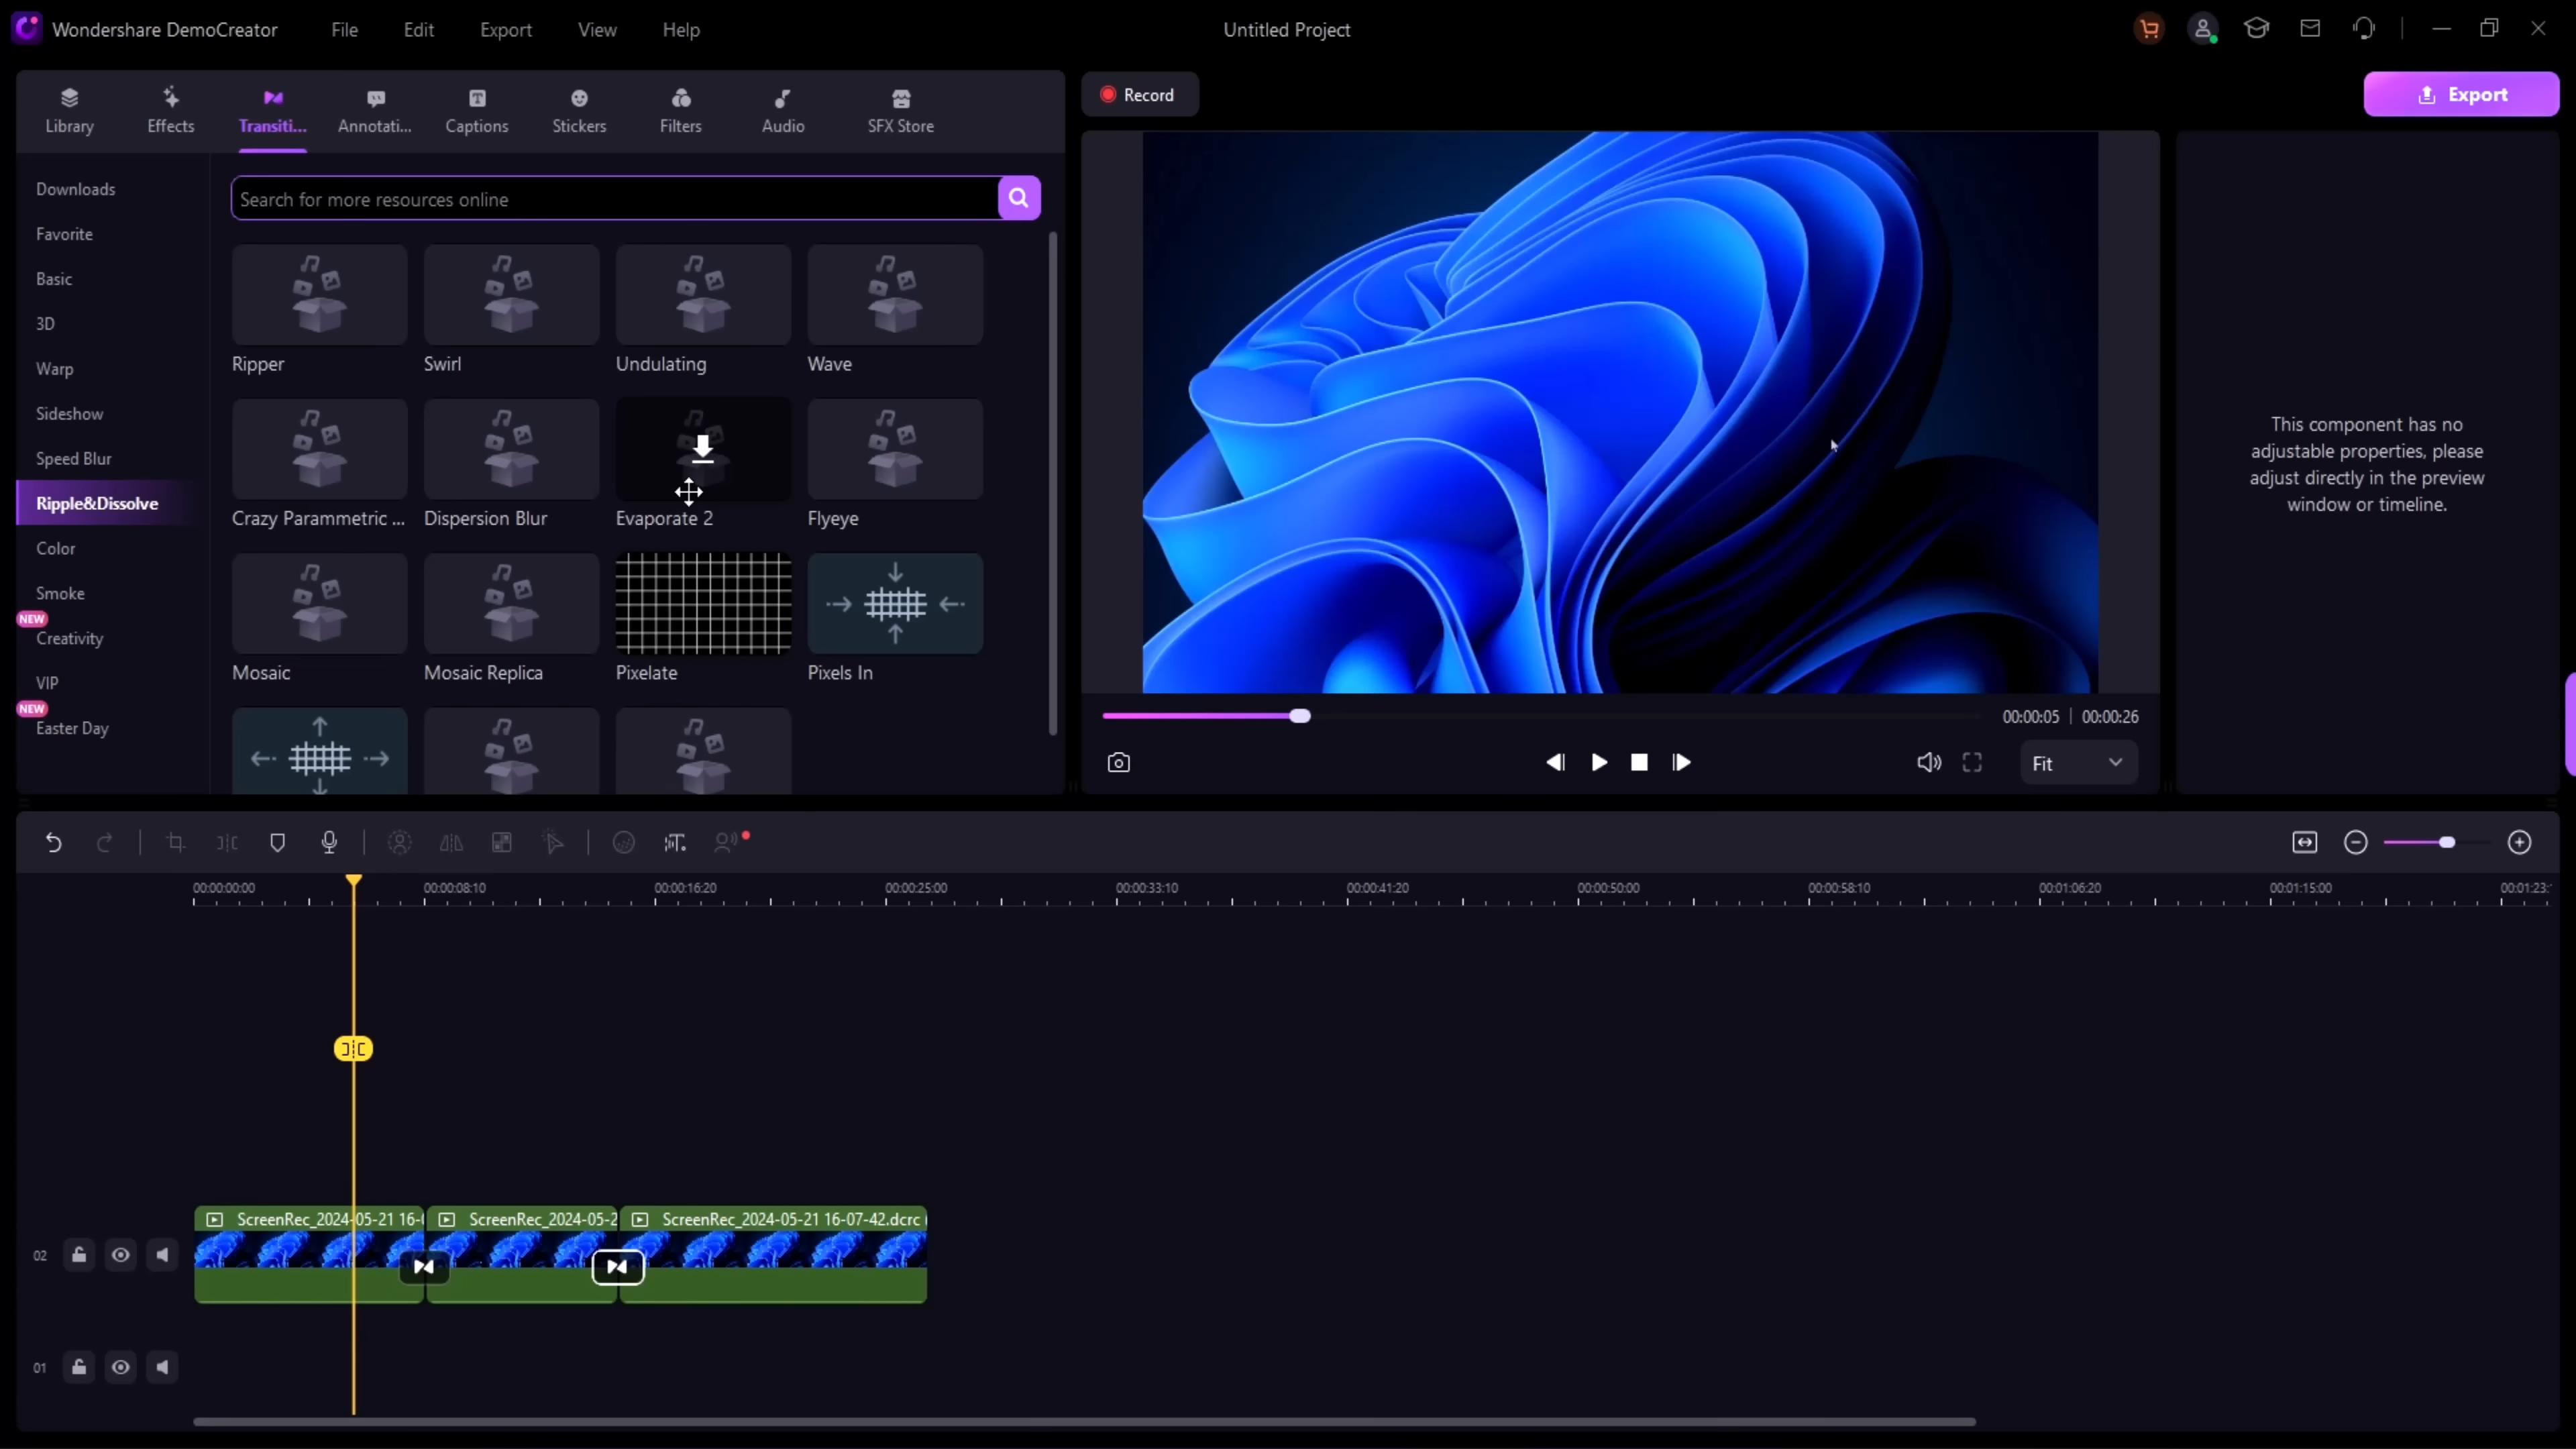 Wondershare DemoCreator
File
Edit
Export
View
Help
Untitled Project
Library
Effects
Transiti...
Annotati...
Captions
Stickers
Filters
Audio
SFX Store
Record
Export
Downloads
Favorite
Basic
3D
Warp
Sideshow
Speed Blur
Ripple&Dissolve
Color
Smoke
NEW
Creativity
VIP
NEW
Easter Day
Search for more resources online
Ripper
Swirl
Undulating
Wave
Crazy Parammetric ...
Dispersion Blur
Evaporate 2
Flyeye
Mosaic
Mosaic Replica
Pixelate
Pixels In
This component has no
adjustable properties, please
adjust directly in the preview
window or timeline.
00:00:05 | 00:00:26
Fit
00:00:00:00
00:00:08:10
00:00:16:20
00:00:25:00
00:00:33:10
00:00:41:20
00:00:50:00
00:00:58:10
00:01:06:20
00:01:15:00
00:01:23:
ScreenRec_2024-05-21 16-
ScreenRec_2024-05-2
ScreenRec_2024-05-21 16-07-42.dcrc (
02
01